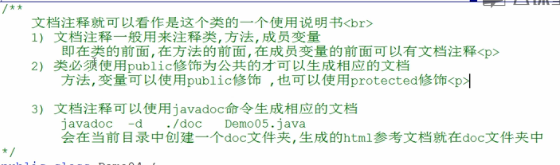 /**
文档注释就可以看作是这个类的一个使用说明书<br>
1) 文档注释一般用来注释类,方法,成员变量
即在类的前面,在方法的前面,在成员变量的前面可以有文档注释<p>
2) 类必须使用public修饰为公共的才可以生成相应的文档
方法,变量可以使用public修饰 ,也可以使用protected修饰<p>
3) 文档注释可以使用javadoc命令生成相应的文档
javadoc -d ./doc Demo05.java
会在当前目录中创建一个doc文件夹,生成的html参考文档就在doc文件夹中
*/